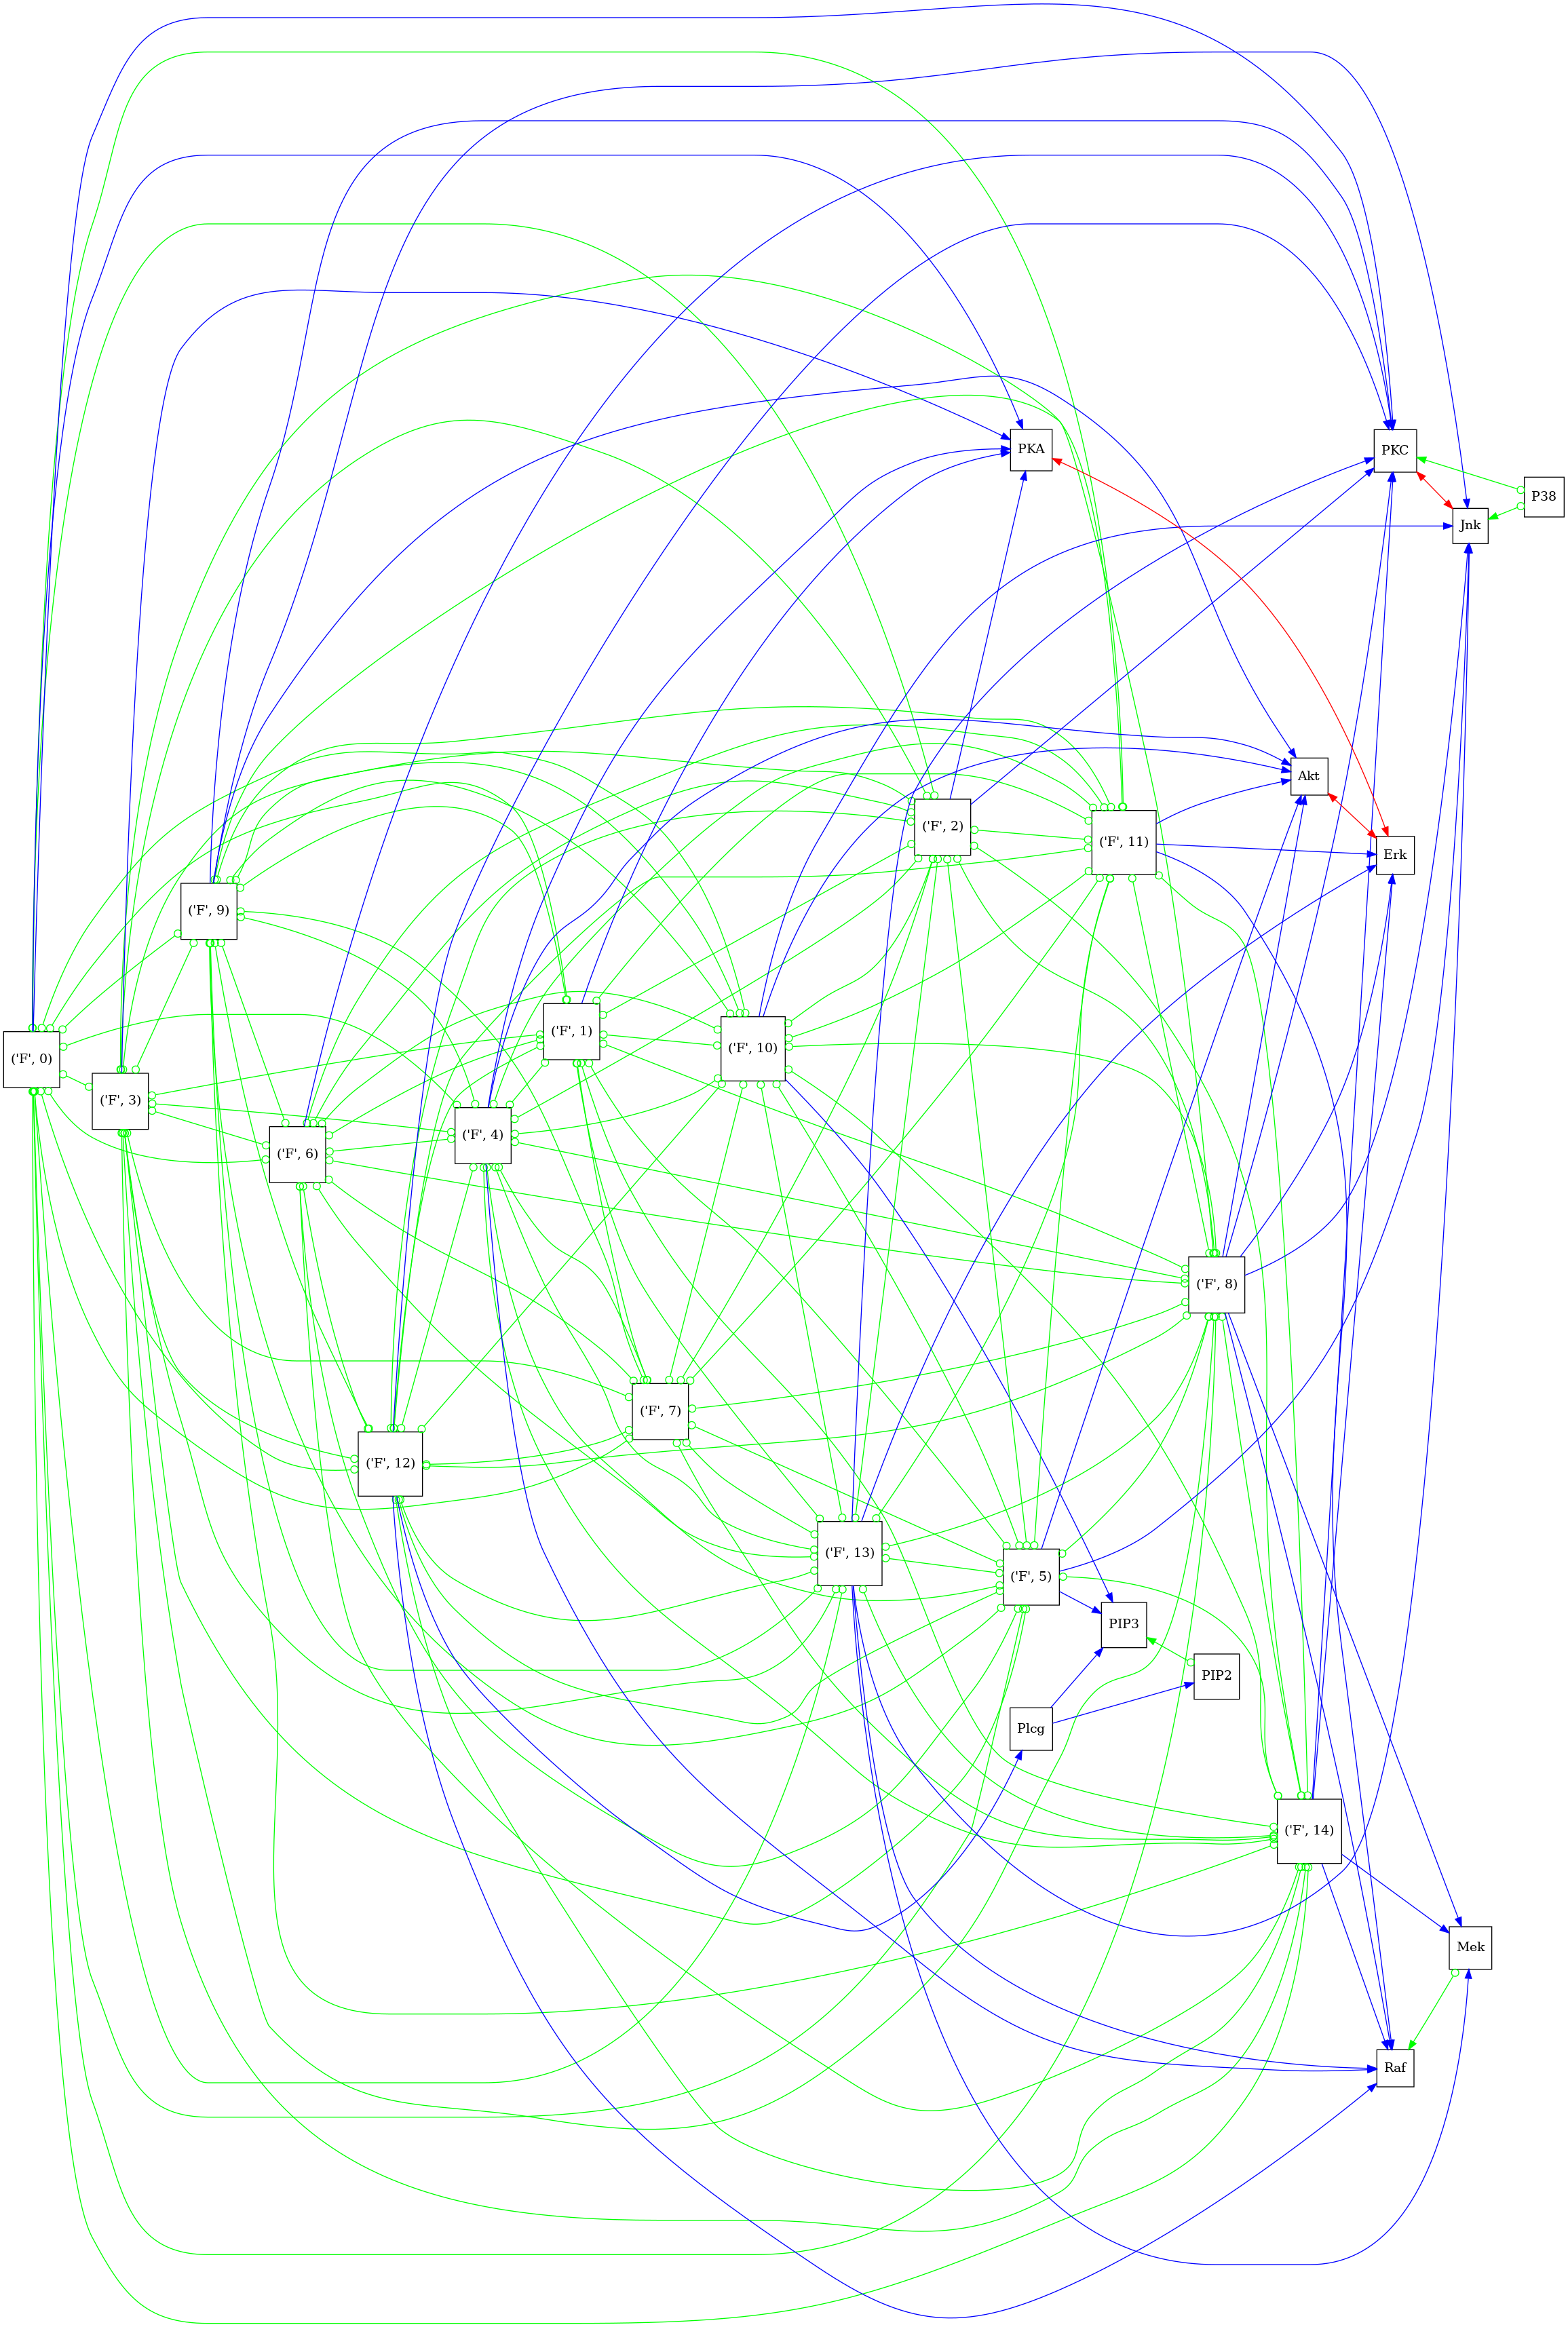 PKA
PKC
P38
Jnk
Akt
('F', 2)
('F', 11)
Erk
('F', 9)
('F', 1)
('F', 10)
('F', 0)
('F', 3)
('F', 4)
('F', 6)
('F', 8)
('F', 7)
('F', 12)
('F', 13)
('F', 5)
PIP3
PIP2
Plcg
('F', 14)
Mek
Raf